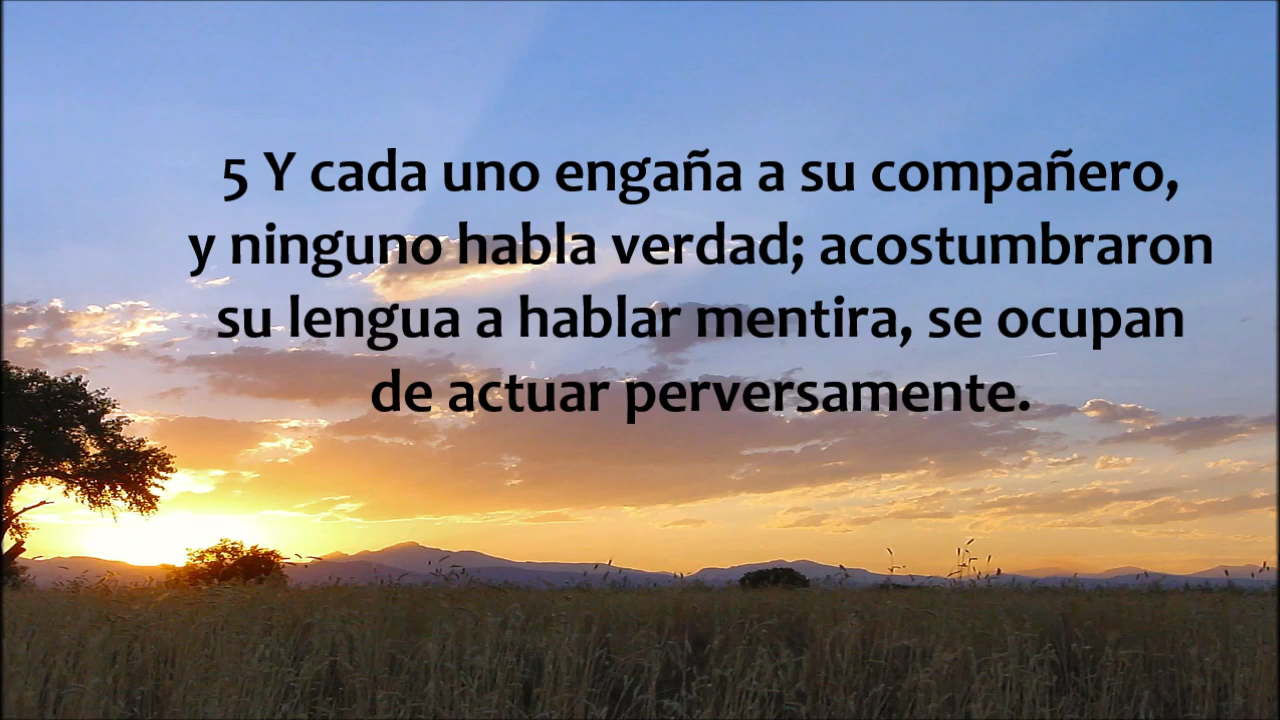 5 Y cada uno engaña a su compañero,
y ninguno habla verdad; acostumbraron
su lengua a hablar mentira, se ocupan
de actuar perversamente.